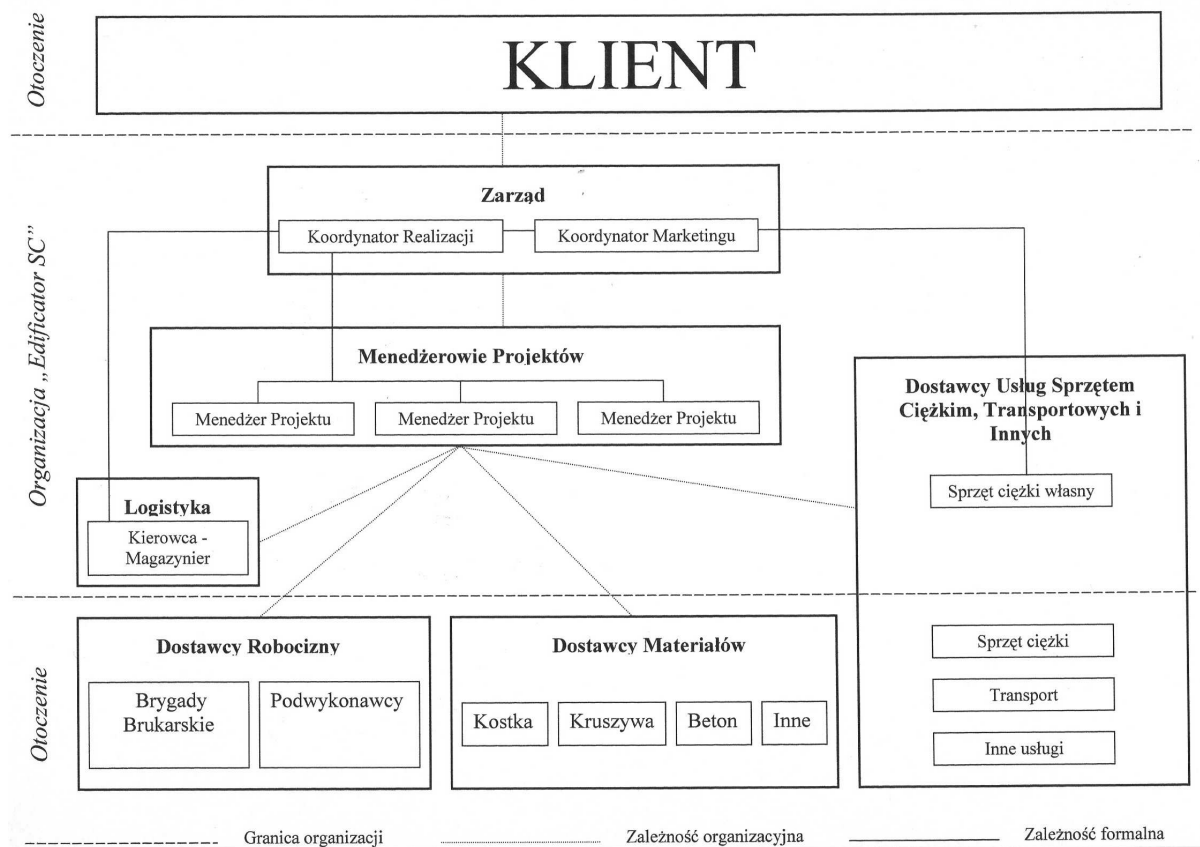 Otoczenie
KLIENT
Organizacja „Edificator SC”
Zarząd
Koordynator Realizacji
Koordynator Marketingu
Menedżerowie Projektów
Menedżer Projektu
Menedżer Projektu
Menedżer Projektu
Dostawcy Usług Sprzętem
Ciężkim, Transportowych i
Innych
Sprzęt ciężki własny
Logistyka
Kierowca -
Magazynier
Otoczenie
Dostawcy Robocizny
Brygady
Brukarskie
Podwykonawcy
Dostawcy Materiałów
Kostka
Kruszywa
Beton
Inne
Sprzęt ciężki
Transport
Inne usługi
Granica organizacji
Zależność organizacyjna
Zależność formalna